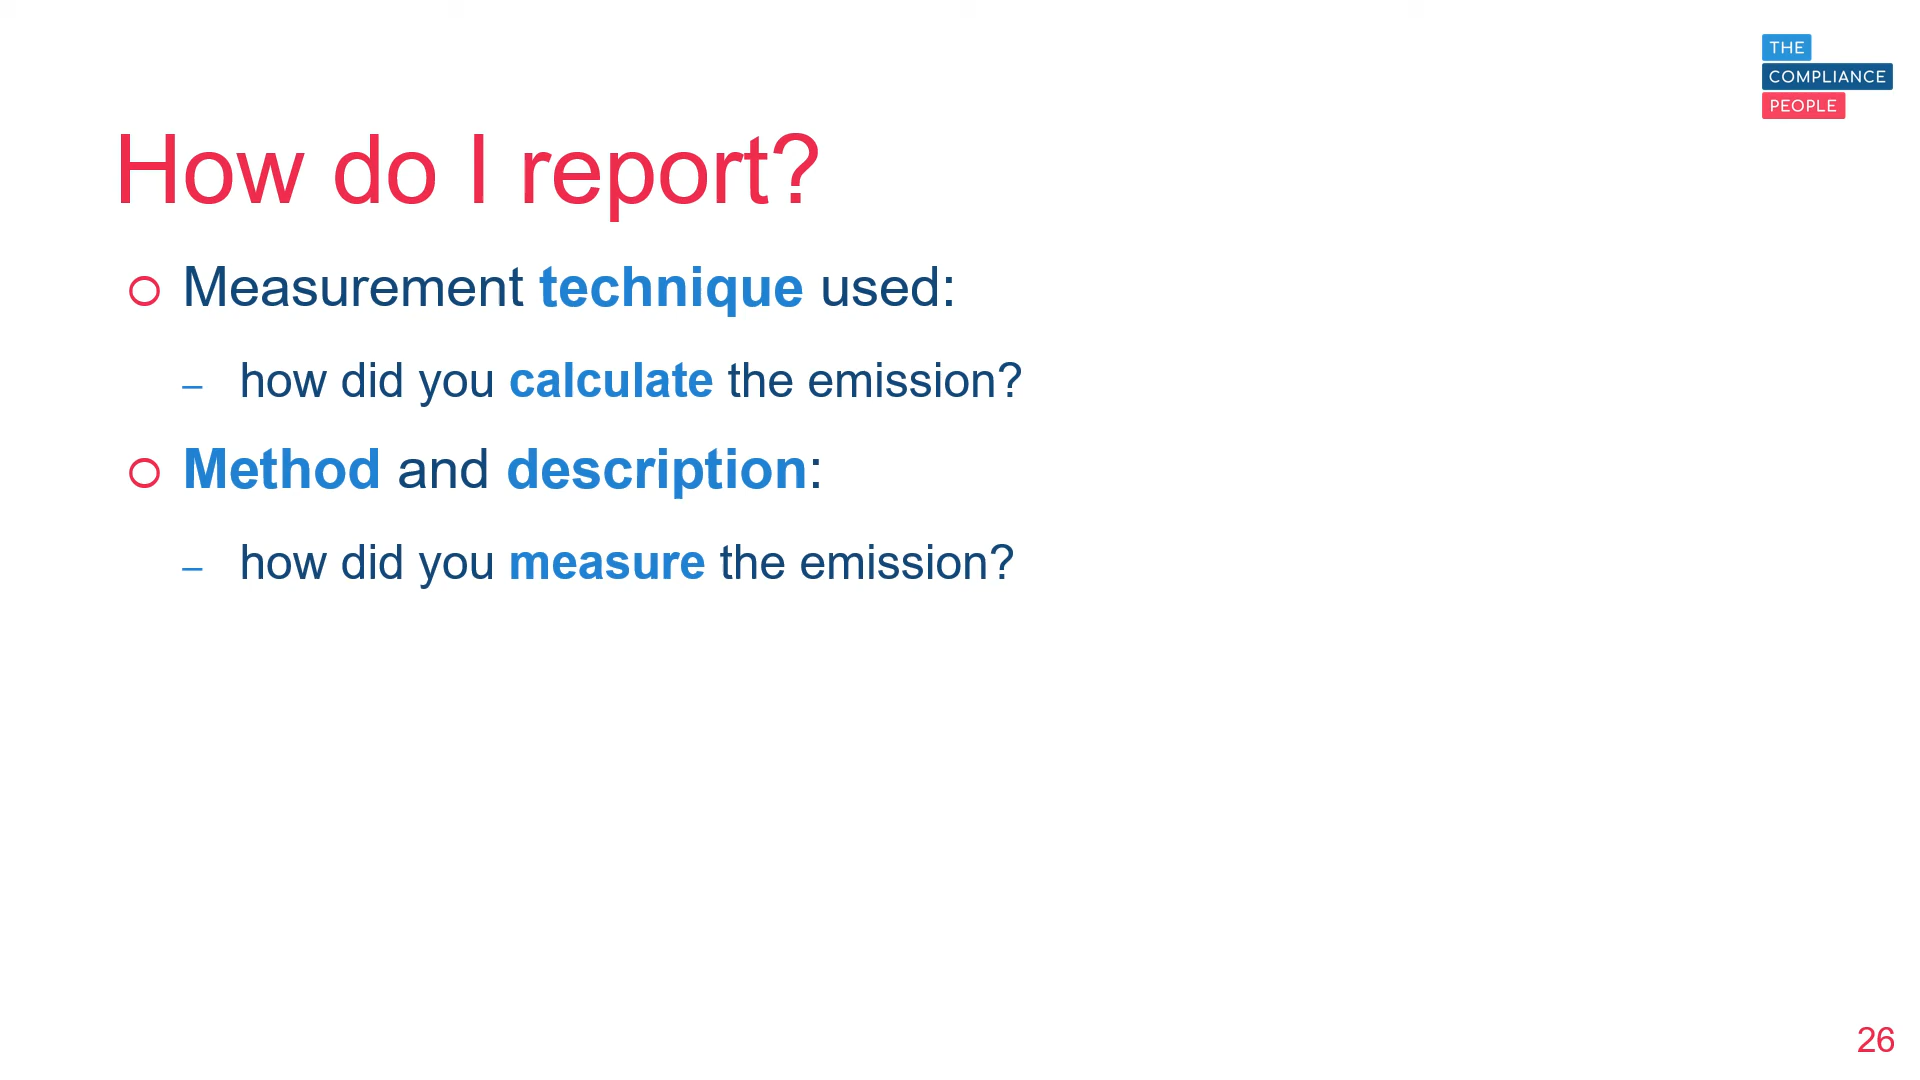 THE
COMPLIANCE
PEOPLE
How do I report?
Measurement technique used:
– how did you calculate the emission?
Method and description:
– how did you measure the emission?
26